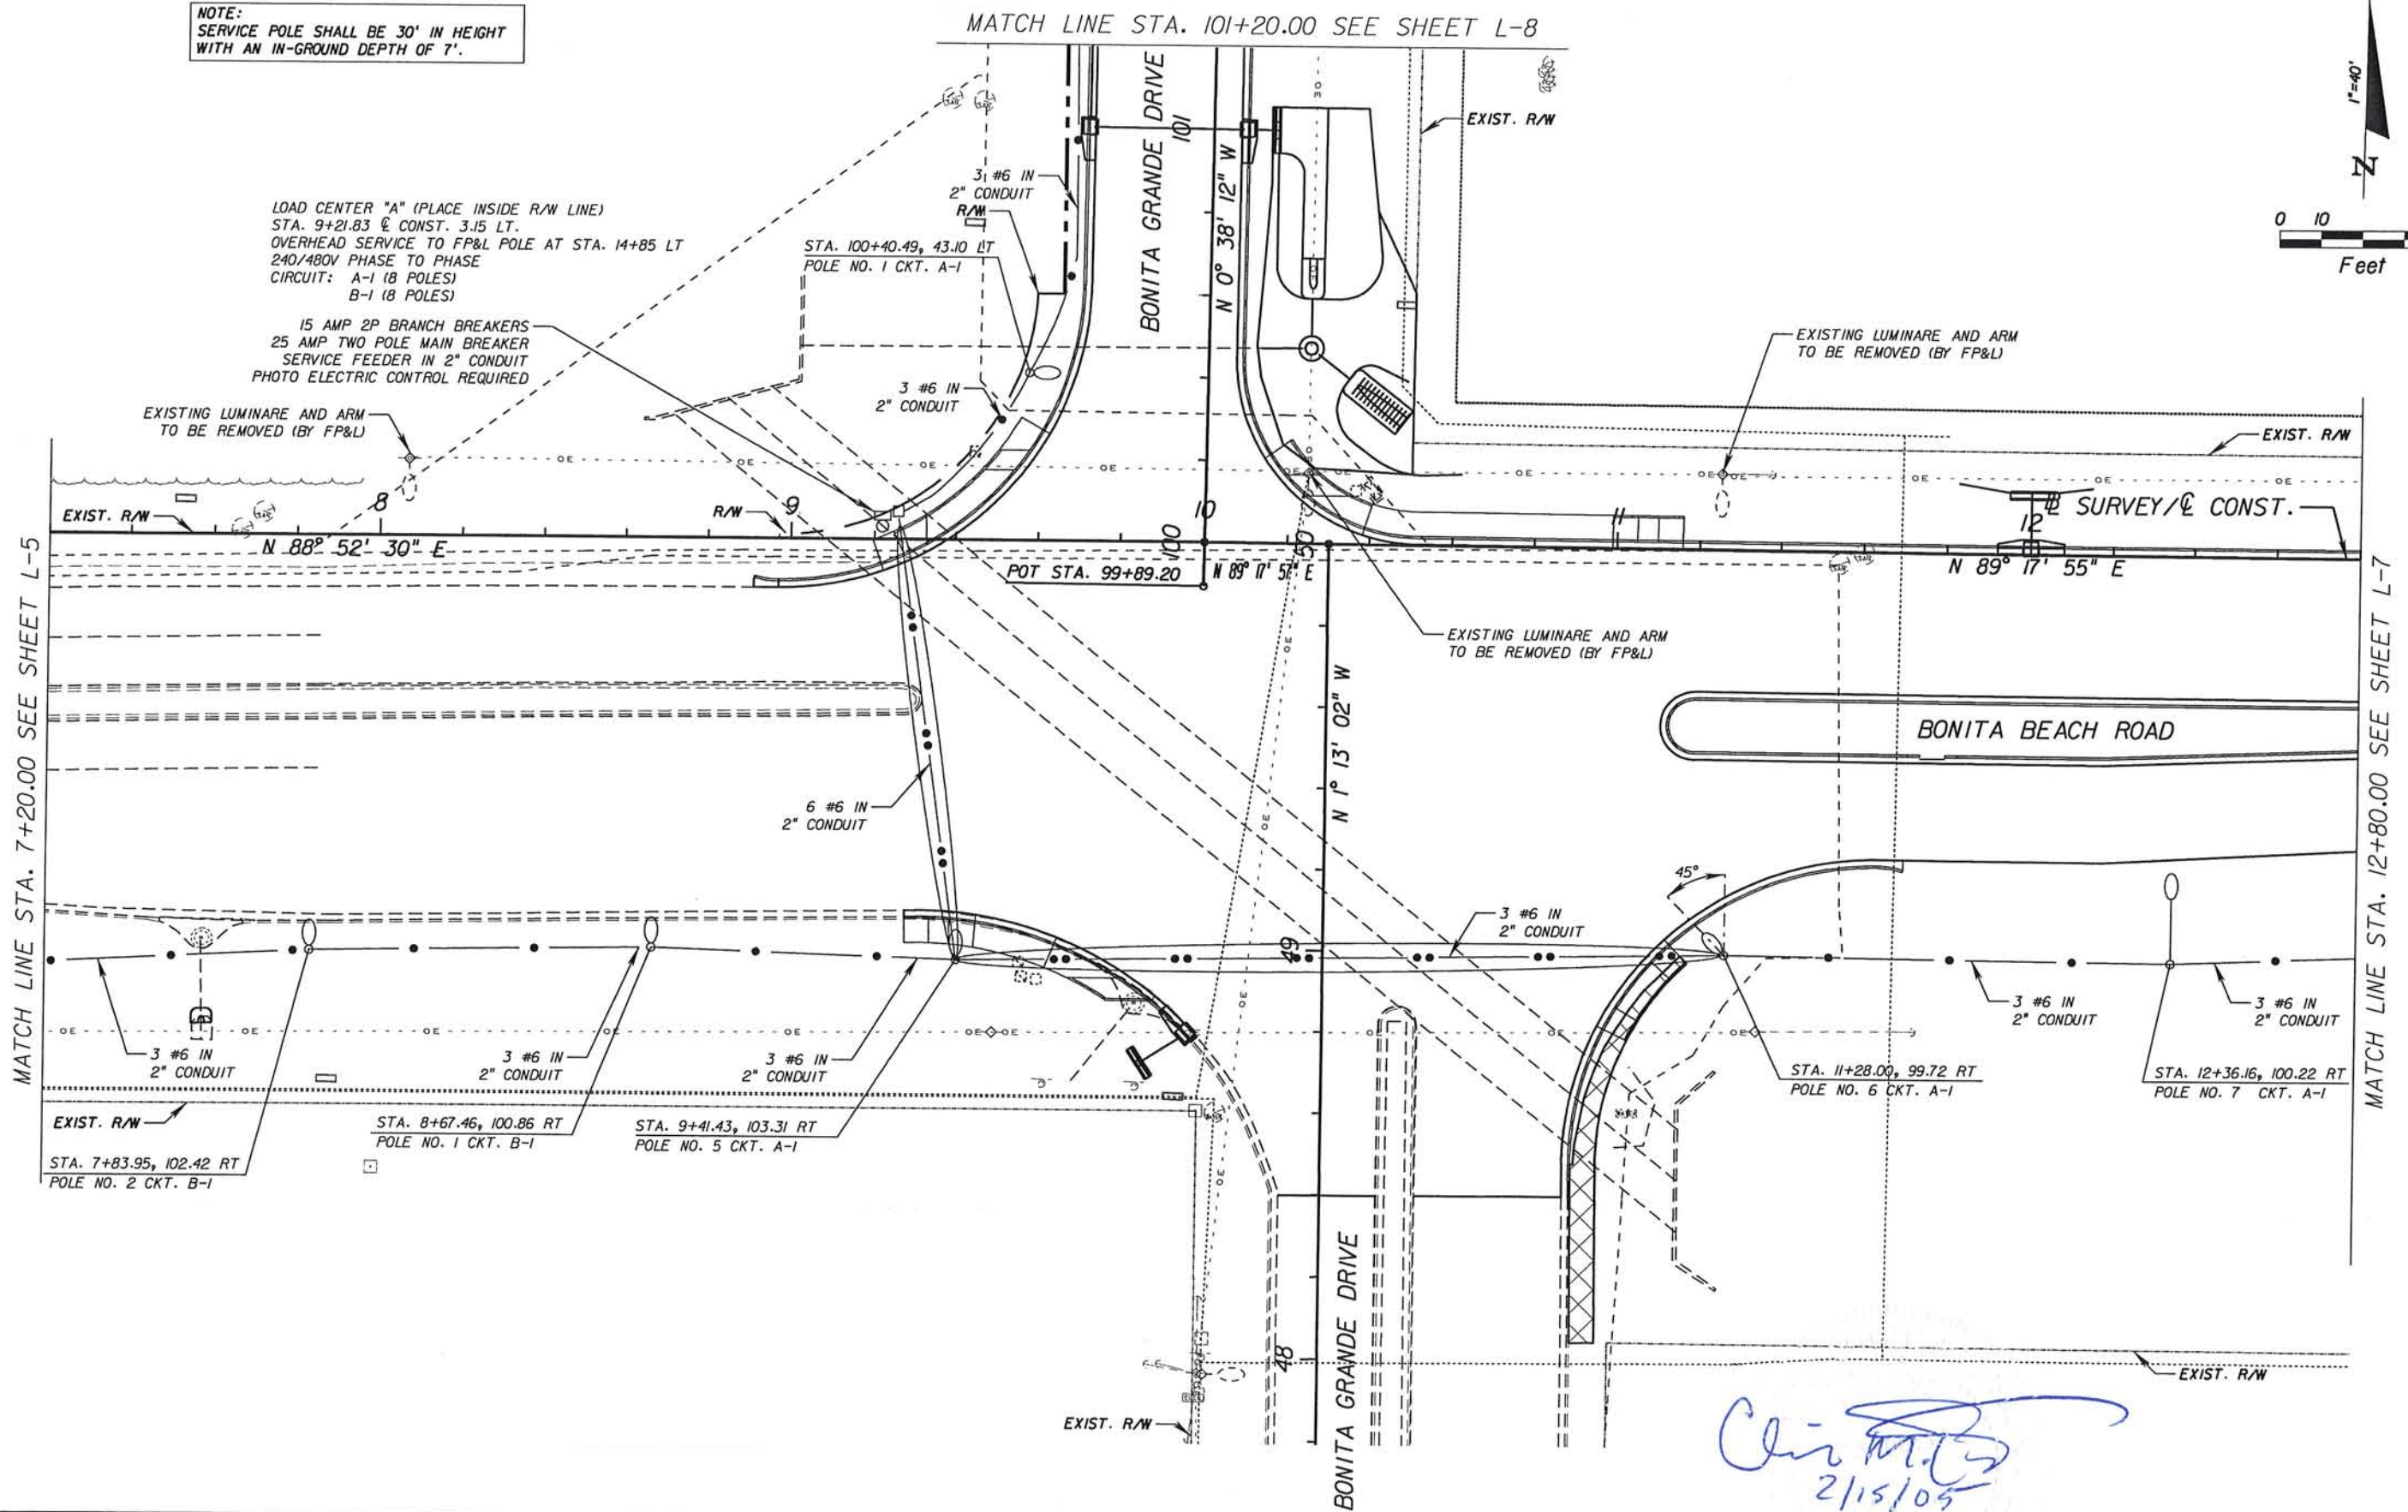 NOTE:
SERVICE POLE SHALL BE 30' IN HEIGHT
WITH AN IN-GROUND DEPTH OF 7'.
MATCH LINE STA. 101+20.00 SEE SHEET L-8
1"=40'
N
0 10
Feet
BONITA GRANDE DRIVE
101
N 0° 38' 12" W
EXIST. R/W
3 #6 IN
2" CONDUIT
R/W
LOAD CENTER "A" (PLACE INSIDE R/W LINE)
STA. 9+21.83 ℄ CONST. 3.15 LT.
OVERHEAD SERVICE TO FP&L POLE AT STA. 14+85 LT
240/480V PHASE TO PHASE
CIRCUIT: A-1 (8 POLES)
B-1 (8 POLES)
STA. 100+40.49, 43.10 LT
POLE NO. 1 CKT. A-1
15 AMP 2P BRANCH BREAKERS
25 AMP TWO POLE MAIN BREAKER
SERVICE FEEDER IN 2" CONDUIT
PHOTO ELECTRIC CONTROL REQUIRED
3 #6 IN
2" CONDUIT
EXISTING LUMINARE AND ARM
TO BE REMOVED (BY FP&L)
EXISTING LUMINARE AND ARM
TO BE REMOVED (BY FP&L)
EXIST. R/W
EXIST. R/W
8
R/W
9
100
10
50
12
℄ SURVEY/℄ CONST.
N 88° 52' 30" E
POT STA. 99+89.20
N 89° 17' 57" E
N 89° 17' 55" E
EXISTING LUMINARE AND ARM
TO BE REMOVED (BY FP&L)
MATCH LINE STA. 7+20.00 SEE SHEET L-5
MATCH LINE STA. 12+80.00 SEE SHEET L-7
N 1° 13' 02" W
BONITA BEACH ROAD
6 #6 IN
2" CONDUIT
45°
3 #6 IN
2" CONDUIT
49
3 #6 IN
2" CONDUIT
3 #6 IN
2" CONDUIT
3 #6 IN
2" CONDUIT
3 #6 IN
2" CONDUIT
3 #6 IN
2" CONDUIT
STA. 11+28.00, 99.72 RT
POLE NO. 6 CKT. A-1
STA. 12+36.16, 100.22 RT
POLE NO. 7 CKT. A-1
EXIST. R/W
STA. 8+67.46, 100.86 RT
POLE NO. 1 CKT. B-1
STA. 9+41.43, 103.31 RT
POLE NO. 5 CKT. A-1
STA. 7+83.95, 102.42 RT
POLE NO. 2 CKT. B-1
BONITA GRANDE DRIVE
48
EXIST. R/W
EXIST. R/W
2/15/05